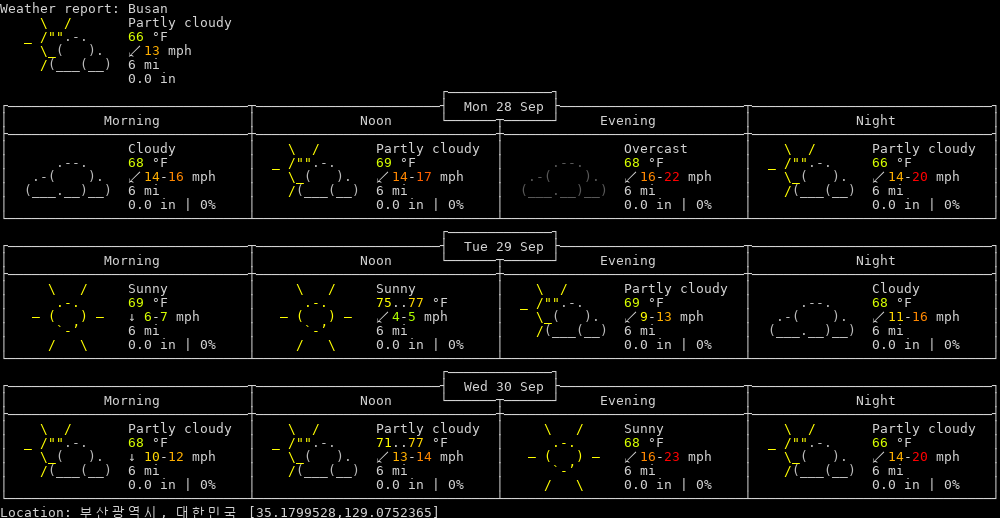 Weather report: Busan
Partly cloudy
66 °F
↙ 13 mph
6 mi
0.0 in
Mon 28 Sep
Morning Noon Evening Night
Cloudy Partly cloudy Overcast Partly cloudy
68 °F 69 °F 68 °F 66 °F
↙ 14-16 mph ↙ 14-17 mph ↙ 16-22 mph ↙ 14-20 mph
6 mi 6 mi 6 mi 6 mi
0.0 in | 0% 0.0 in | 0% 0.0 in | 0% 0.0 in | 0%
Tue 29 Sep
Morning Noon Evening Night
Sunny Sunny Partly cloudy Cloudy
69 °F 75..77 °F 69 °F 68 °F
↓ 6-7 mph ↙ 4-5 mph ↙ 9-13 mph ↙ 11-16 mph
6 mi 6 mi 6 mi 6 mi
0.0 in | 0% 0.0 in | 0% 0.0 in | 0% 0.0 in | 0%
Wed 30 Sep
Morning Noon Evening Night
Partly cloudy Partly cloudy Sunny Partly cloudy
68 °F 71..77 °F 68 °F 66 °F
↓ 10-12 mph ↙ 13-14 mph ↙ 16-23 mph ↙ 14-20 mph
6 mi 6 mi 6 mi 6 mi
0.0 in | 0% 0.0 in | 0% 0.0 in | 0% 0.0 in | 0%
Location: 부산광역시, 대한민국 [35.1799528,129.0752365]